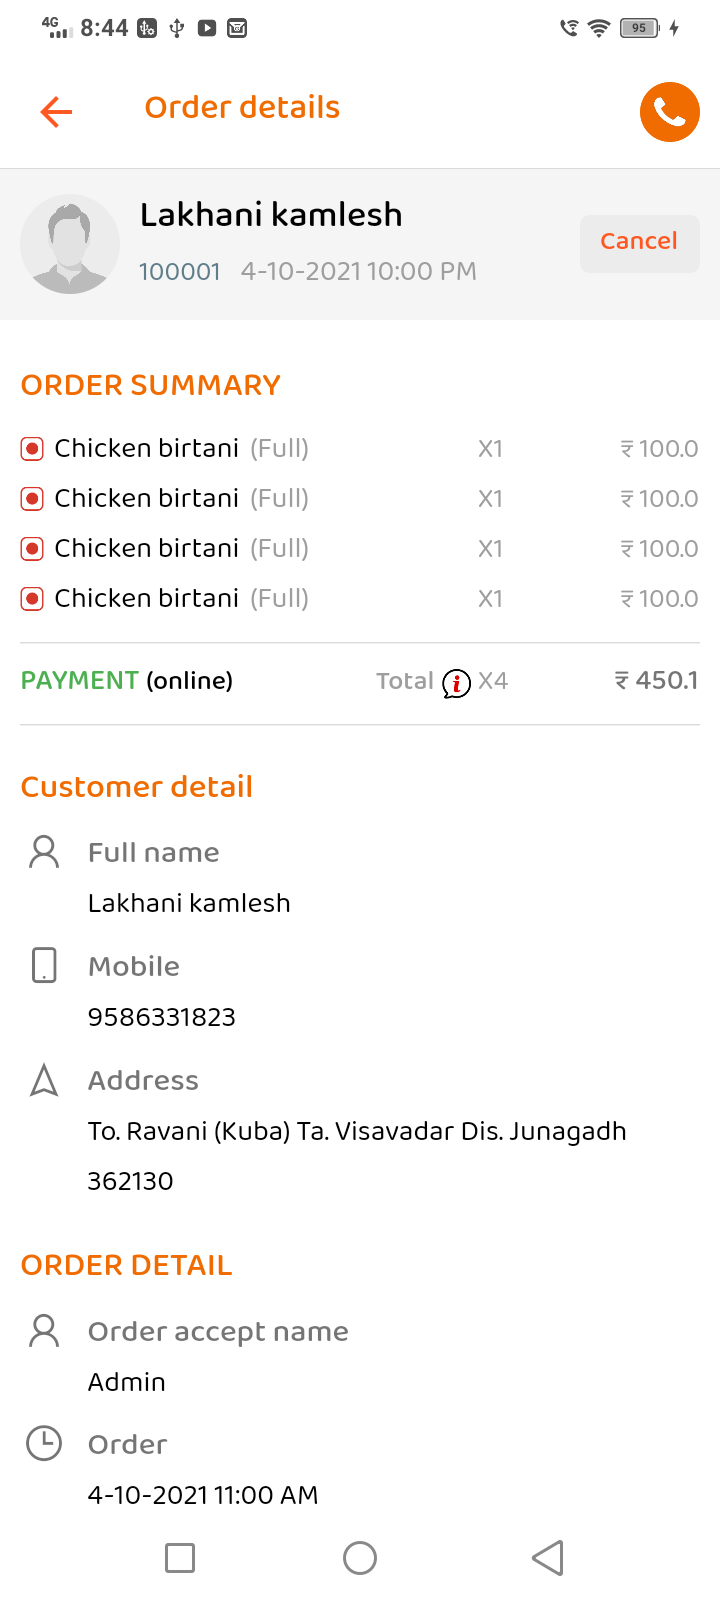 4G 8:44 95
Order details
Lakhani kamlesh
100001 4-10-2021 10:00 PM
Cancel
ORDER SUMMARY
Chicken birtani (Full) X1 ₹ 100.0
Chicken birtani (Full) X1 ₹ 100.0
Chicken birtani (Full) X1 ₹ 100.0
Chicken birtani (Full) X1 ₹ 100.0
PAYMENT (online) Total i X4 ₹ 450.1
Customer detail
Full name
Lakhani kamlesh
Mobile
9586331823
Address
To. Ravani (Kuba) Ta. Visavadar Dis. Junagadh
362130
ORDER DETAIL
Order accept name
Admin
Order
4-10-2021 11:00 AM